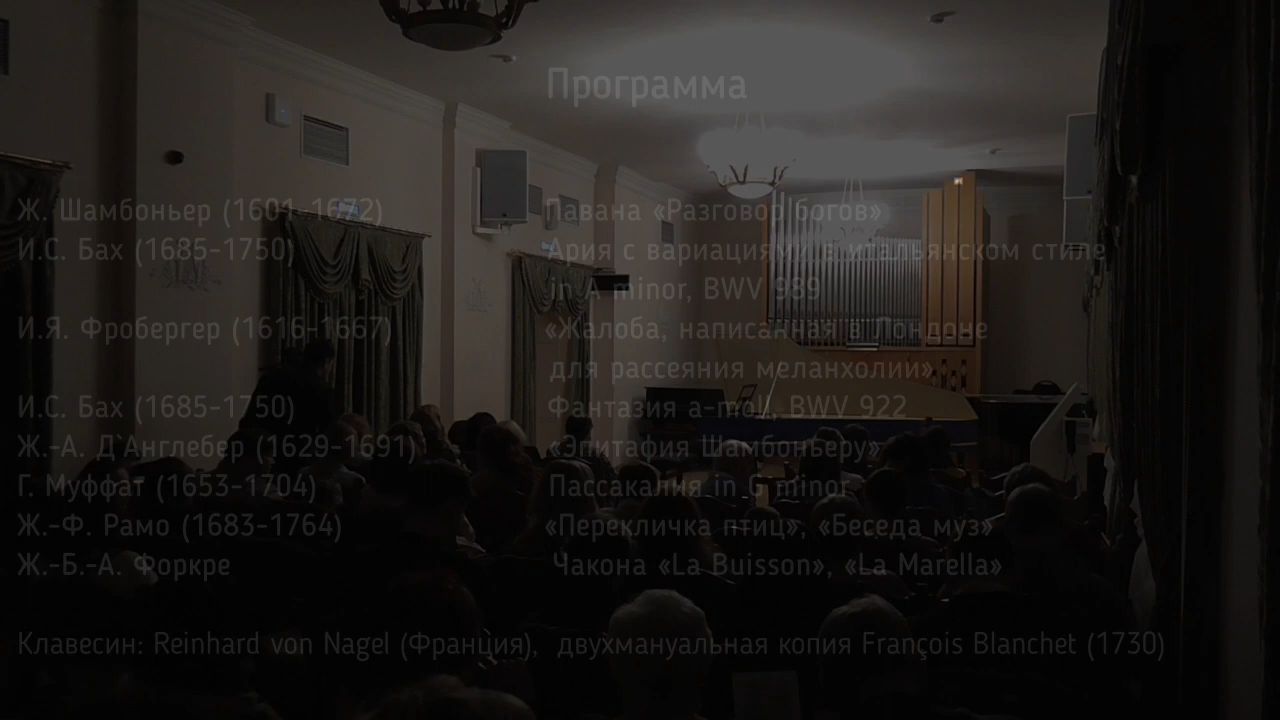 Программа
Ж. Шамбоньер (1601-1672) Павана «Разговор богов»
И.С. Бах (1685-1750) Ария с вариациями в итальянском стиле
in A minor, BWV 989
И.Я. Фробергер (1616-1667) «Жалоба, написанная в Лондоне
для рассеяния меланхолии»
И.С. Бах (1685-1750) Фантазия a-moll, BWV 922
Ж.-А. Д`Англебер (1629-1691) «Эпитафия Шамбоньеру»
Г. Муффат (1653-1704) Пассакалия in G minor
Ж.-Ф. Рамо (1683-1764) «Перекличка птиц», «Беседа муз»
Ж.-Б.-А. Форкре Чакона «La Buisson», «La Marella»
Клавесин: Reinhard von Nagel (Франция), двухмануальная копия François Blanchet (1730)